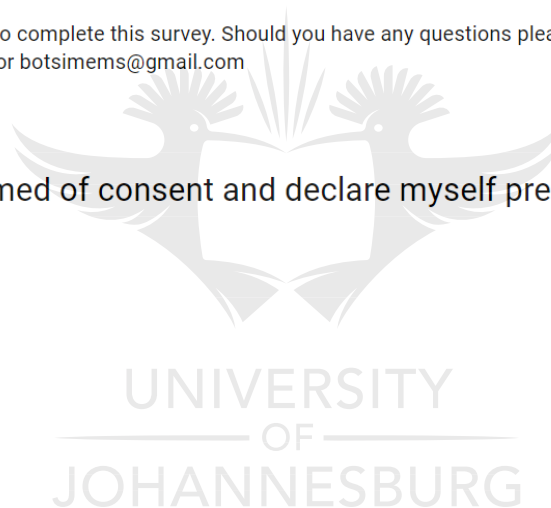 o complete this survey. Should you have any questions plea
or botsimems@gmail.com
med of consent and declare myself pre
UNIVERSITY
OF
JOHANNESBURG